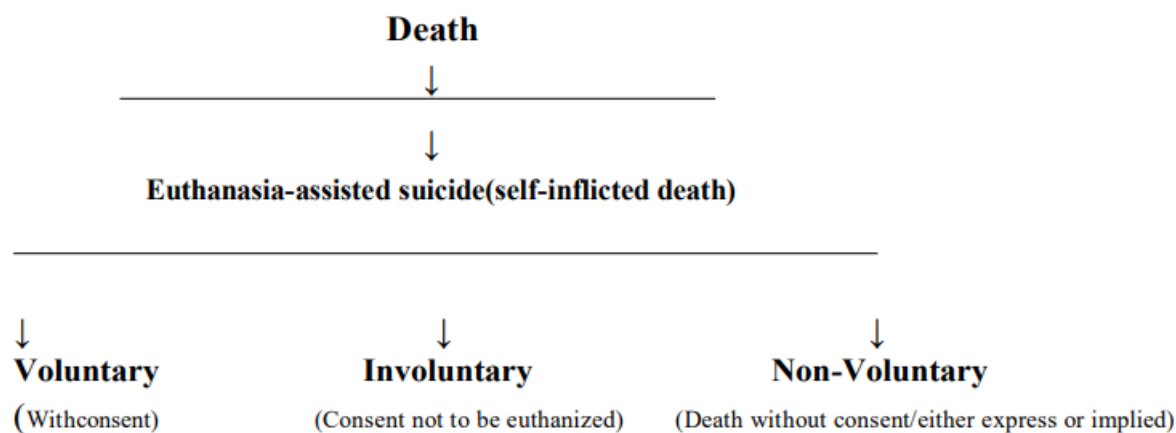 Death
↓
↓
Euthanasia-assisted suicide(self-inflicted death)
↓ ↓ ↓
Voluntary Involuntary Non-Voluntary
(Withconsent) (Consent not to be euthanized) (Death without consent/either express or implied)